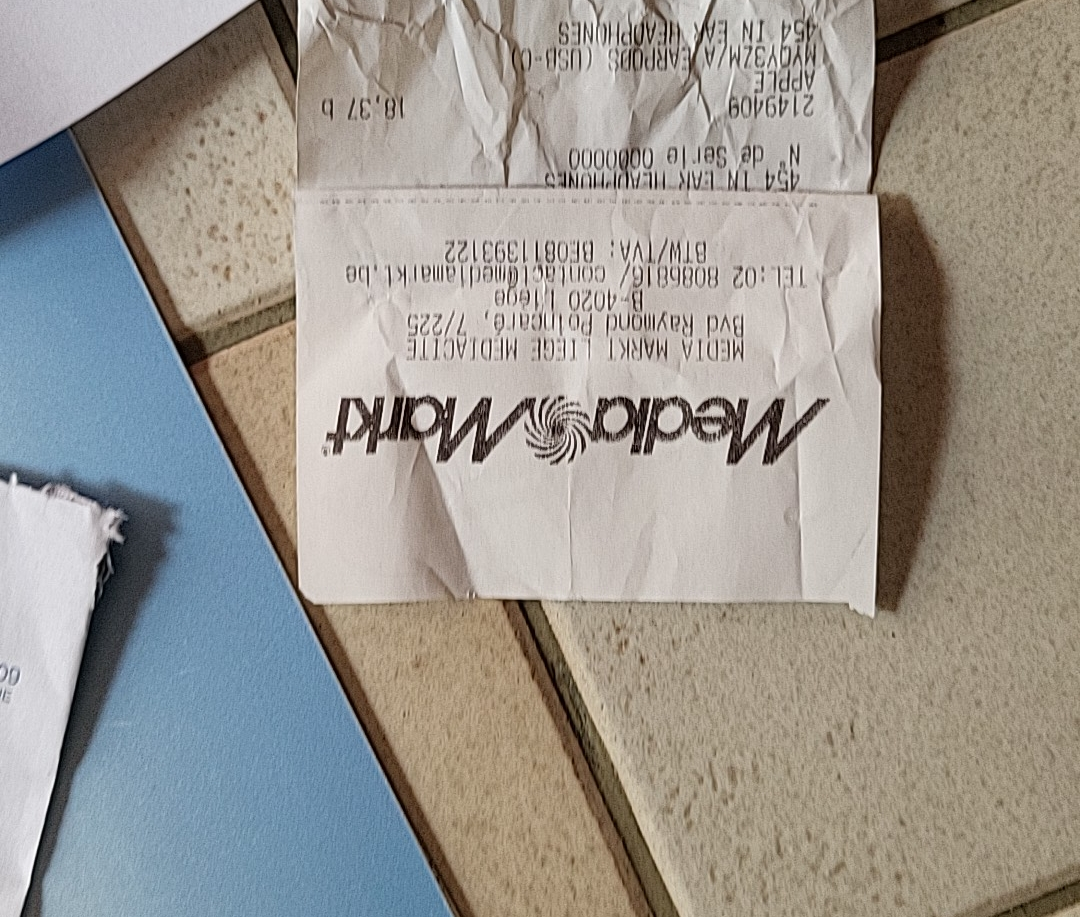 MediaMarkt
MEDIA MARKT LIEGE MEDIACITE
Bvd Raymond Poincaré, 7/225
B-4020 Liège
TEL:02 8086816/ contact@mediamarkt.be
BTW/TVA: BE0811393122
454 IN EAR HEADPHONES
N° de Serie 0000000
2149409 18,37 b
APPLE
MYQY3ZM/A EARPODS (USB-C)
454 IN EAR HEADPHONES